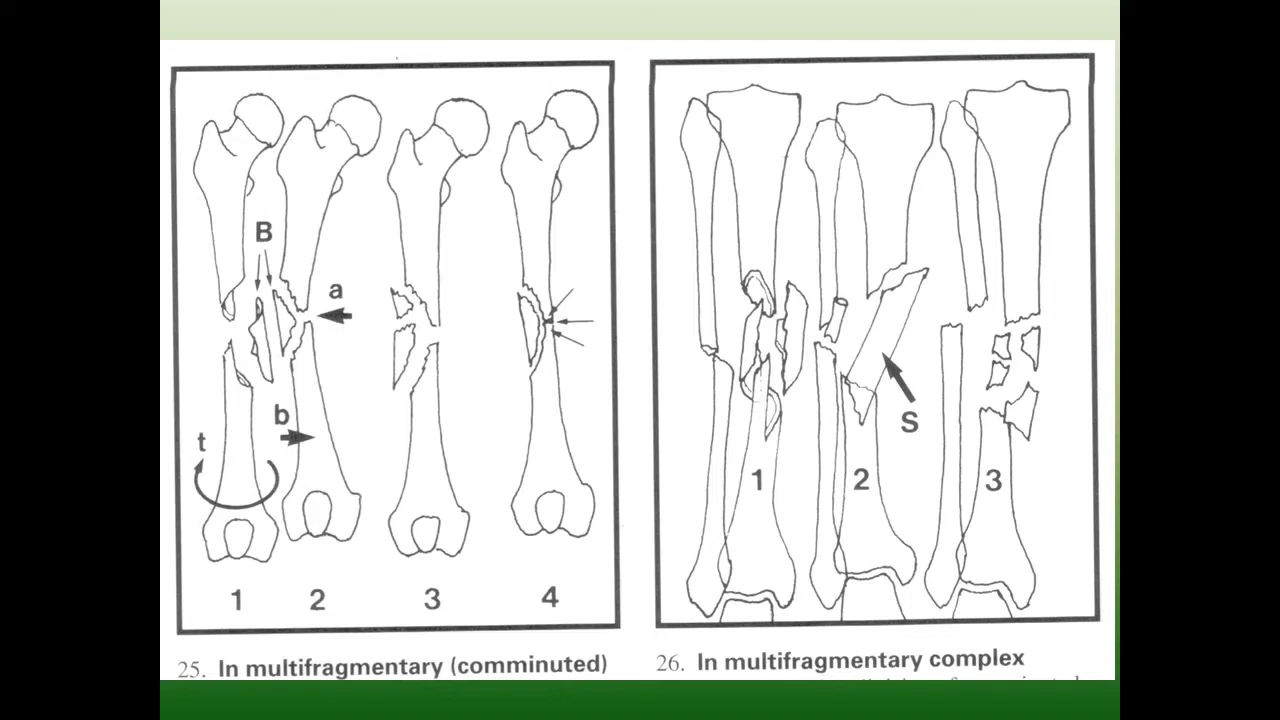 B
a
b
t
1 2 3 4
S
1 2 3
25. In multifragmentary (comminuted)
26. In multifragmentary complex